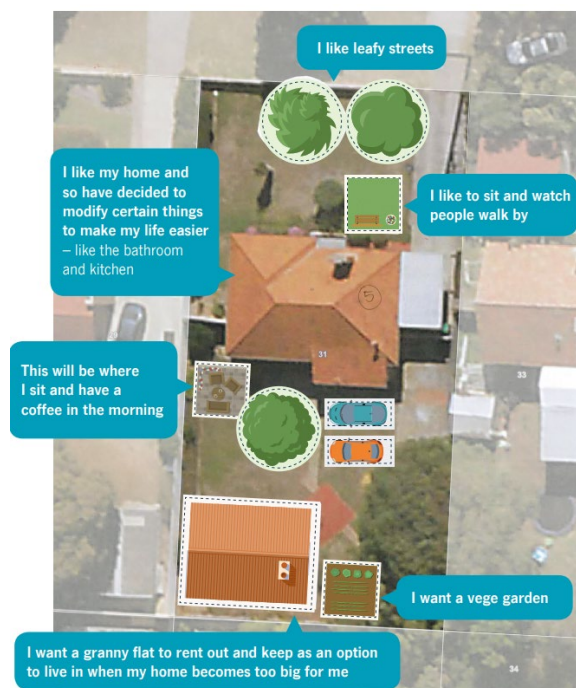 I like leafy streets
I like my home and
so have decided to
modify certain things
to make my life easier
– like the bathroom
and kitchen
I like to sit and watch
people walk by
5
31
This will be where
I sit and have a
coffee in the morning
33
I want a vege garden
I want a granny flat to rent out and keep as an option
to live in when my home becomes too big for me
34